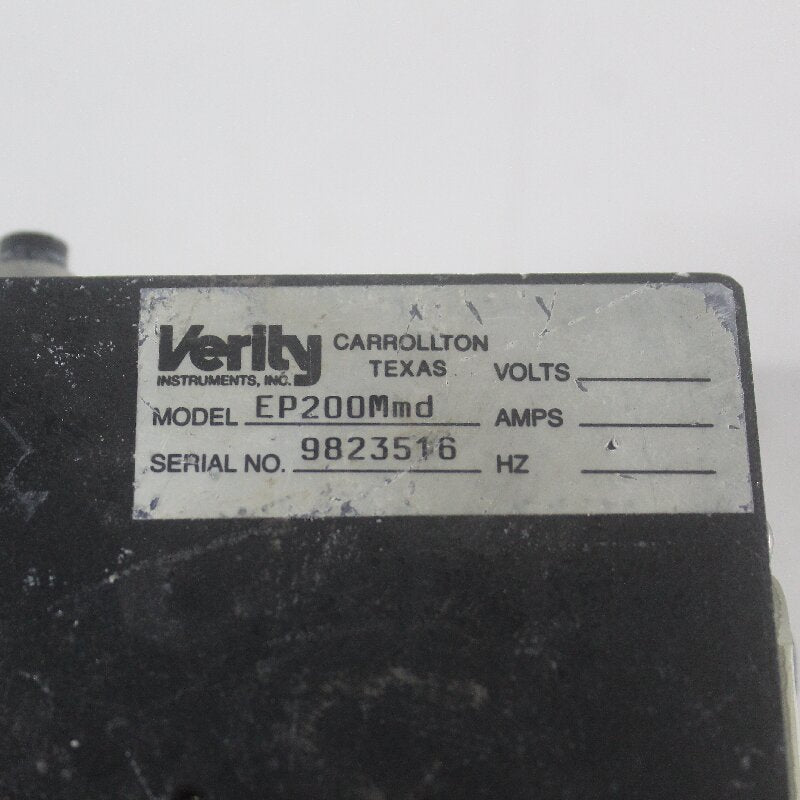 Verity CARROLLTON
INSTRUMENTS, INC. TEXAS VOLTS
MODEL EP200Mmd AMPS
SERIAL NO. 9823516 HZ